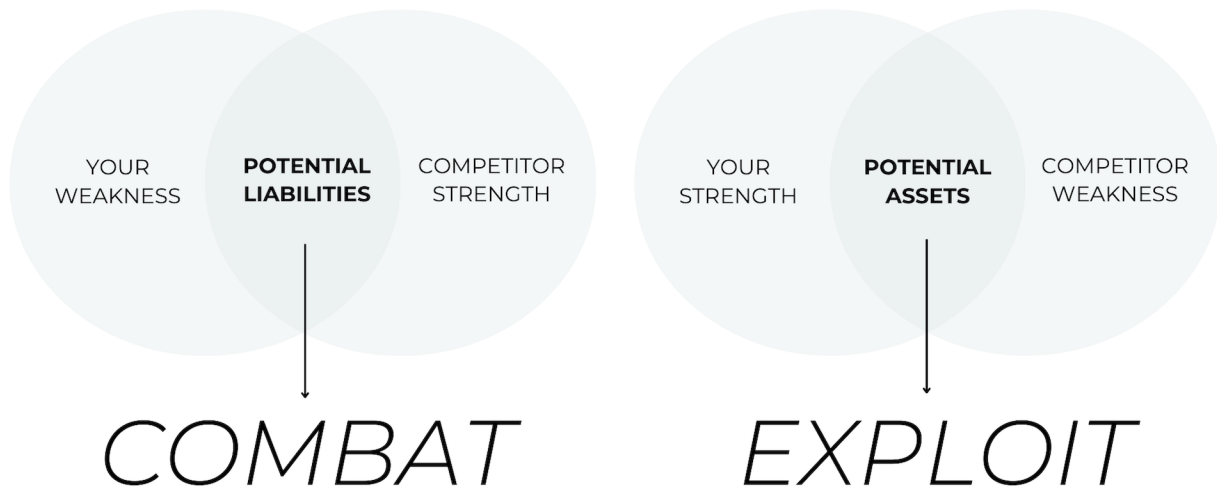 YOUR
WEAKNESS
POTENTIAL
LIABILITIES
COMPETITOR
STRENGTH
COMBAT
YOUR
STRENGTH
POTENTIAL
ASSETS
COMPETITOR
WEAKNESS
EXPLOIT